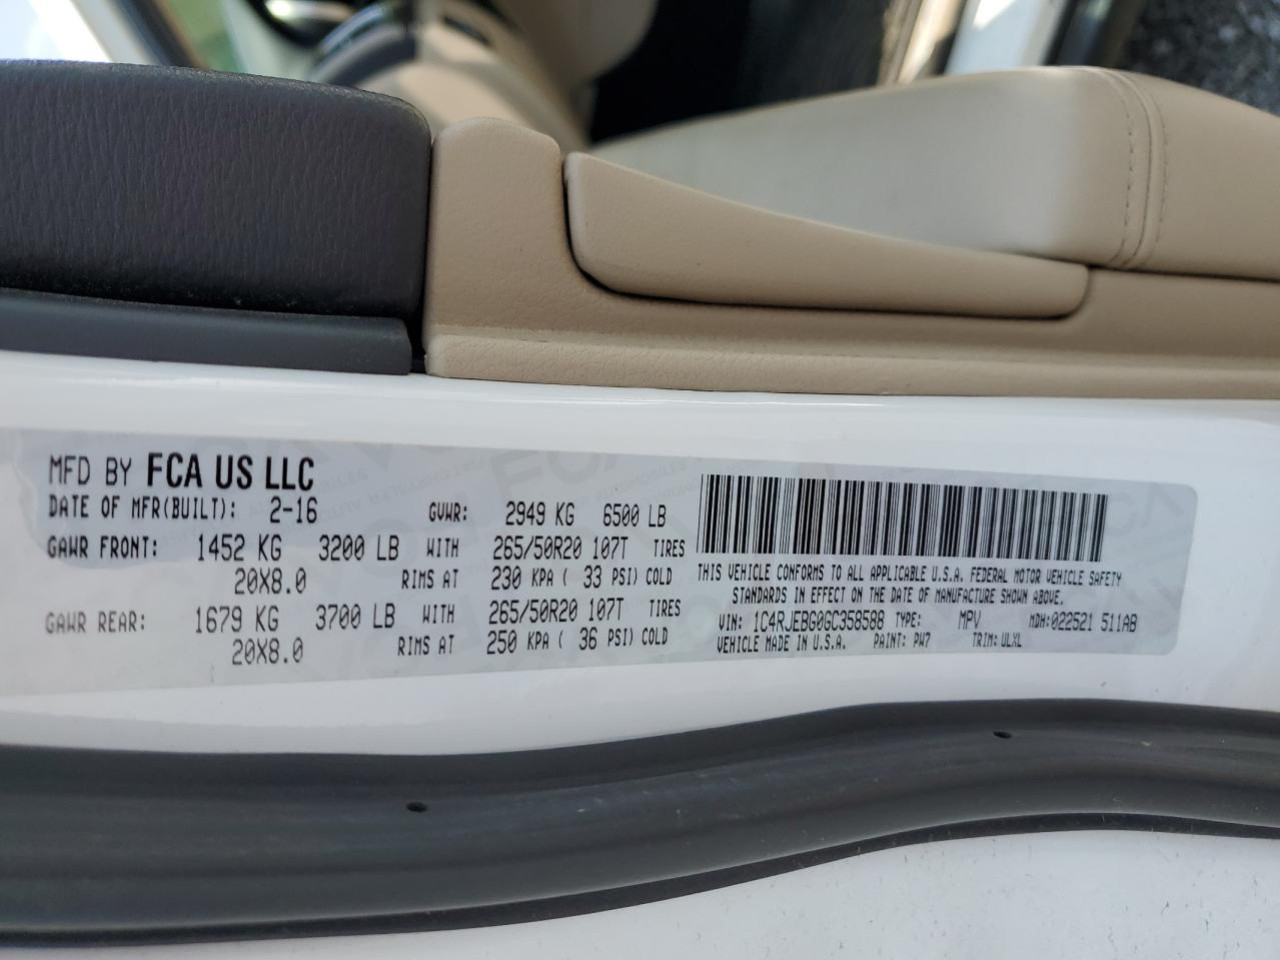 MFD BY FCA US LLC
DATE OF MFR(BUILT): 2-16 GVWR: 2949 KG 6500 LB
GAWR FRONT: 1452 KG 3200 LB WITH 265/50R20 107T TIRES
20X8.0 RIMS AT 230 KPA ( 33 PSI) COLD
GAWR REAR: 1679 KG 3700 LB WITH 265/50R20 107T TIRES
20X8.0 RIMS AT 250 KPA ( 36 PSI) COLD
THIS VEHICLE CONFORMS TO ALL APPLICABLE U.S.A. FEDERAL MOTOR VEHICLE SAFETY
STANDARDS IN EFFECT ON THE DATE OF MANUFACTURE SHOWN ABOVE.
VIN: 1C4RJEBG0GC358588 TYPE: MPV MDH:022521 511AB
VEHICLE MADE IN U.S.A. PAINT: PW7 TRIM: ULXL